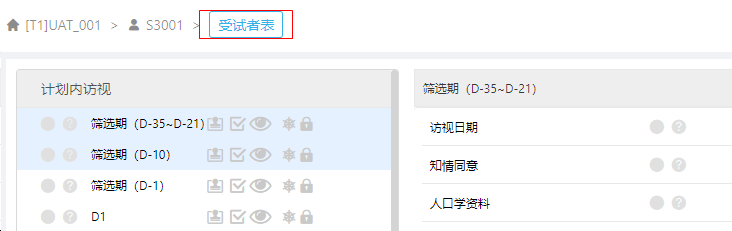 [T1]UAT_001 > S3001 > 受试者表
计划内访视
筛选期（D-35~D-21）
筛选期（D-10）
筛选期（D-1）
D1
筛选期（D-35~D-21）
访视日期
知情同意
人口学资料